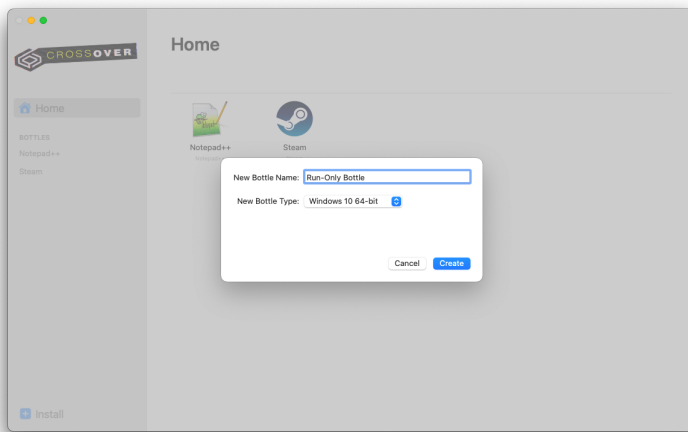 CROSSOVER
Home
Home
BOTTLES
Notepad++
Steam
Notepad++
Steam
New Bottle Name: Run-Only Bottle
New Bottle Type: Windows 10 64-bit
Cancel Create
Install